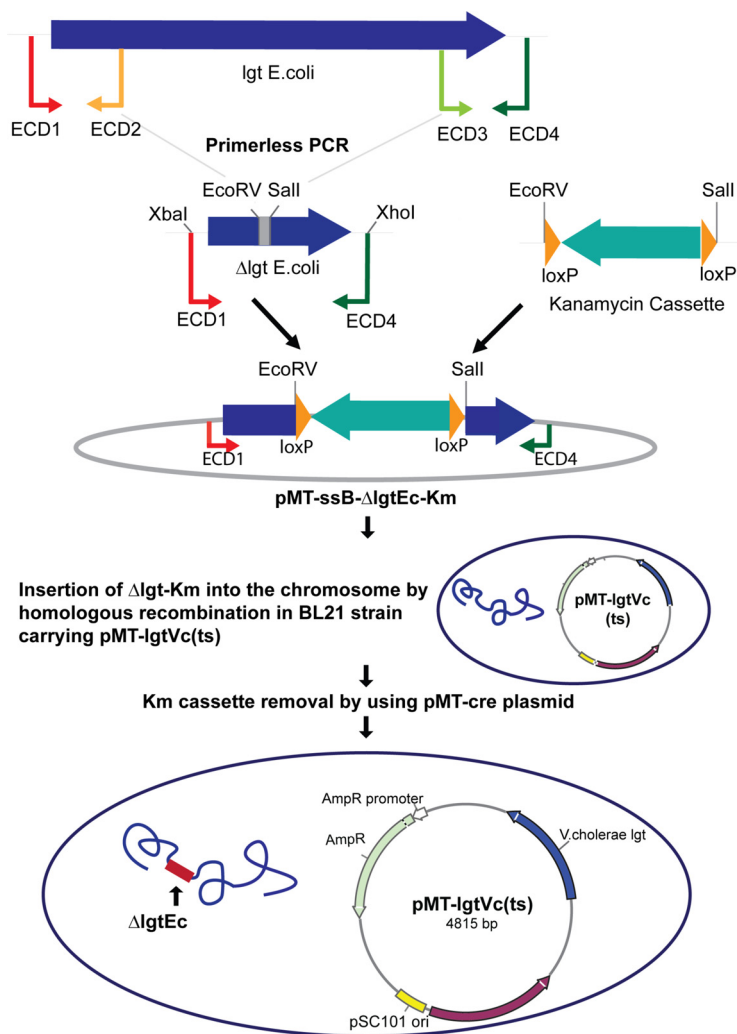 lgt E.coli
ECD1
ECD2
ECD3
ECD4
Primerless PCR
EcoRV
SalI
XbaI
XhoI
Δlgt E.coli
ECD1
ECD4
EcoRV
SalI
loxP
loxP
Kanamycin Cassette
EcoRV
SalI
ECD1
loxP
loxP
ECD4
pMT-ssB-ΔlgtEc-Km
Insertion of Δlgt-Km into the chromosome by
homologous recombination in BL21 strain
carrying pMT-lgtVc(ts)
pMT-lgtVc
(ts)
Km cassette removal by using pMT-cre plasmid
AmpR promoter
AmpR
V.cholerae lgt
ΔlgtEc
pMT-lgtVc(ts)
4815 bp
pSC101 ori